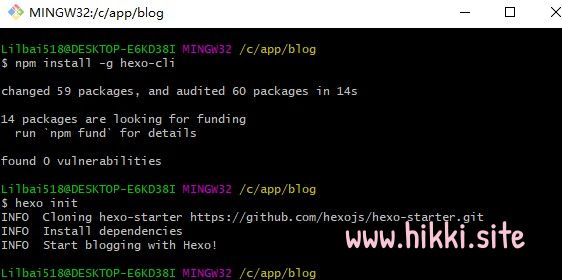 MINGW32:/c/app/blog
Lilbai518@DESKTOP-E6KD38I MINGW32 /c/app/blog
$ npm install -g hexo-cli
changed 59 packages, and audited 60 packages in 14s
14 packages are looking for funding
run `npm fund` for details
found 0 vulnerabilities
Lilbai518@DESKTOP-E6KD38I MINGW32 /c/app/blog
$ hexo init
INFO  Cloning hexo-starter https://github.com/hexojs/hexo-starter.git
INFO  Install dependencies
INFO  Start blogging with Hexo!
www.hikki.site
Lilbai518@DESKTOP-E6KD38I MINGW32 /c/app/blog